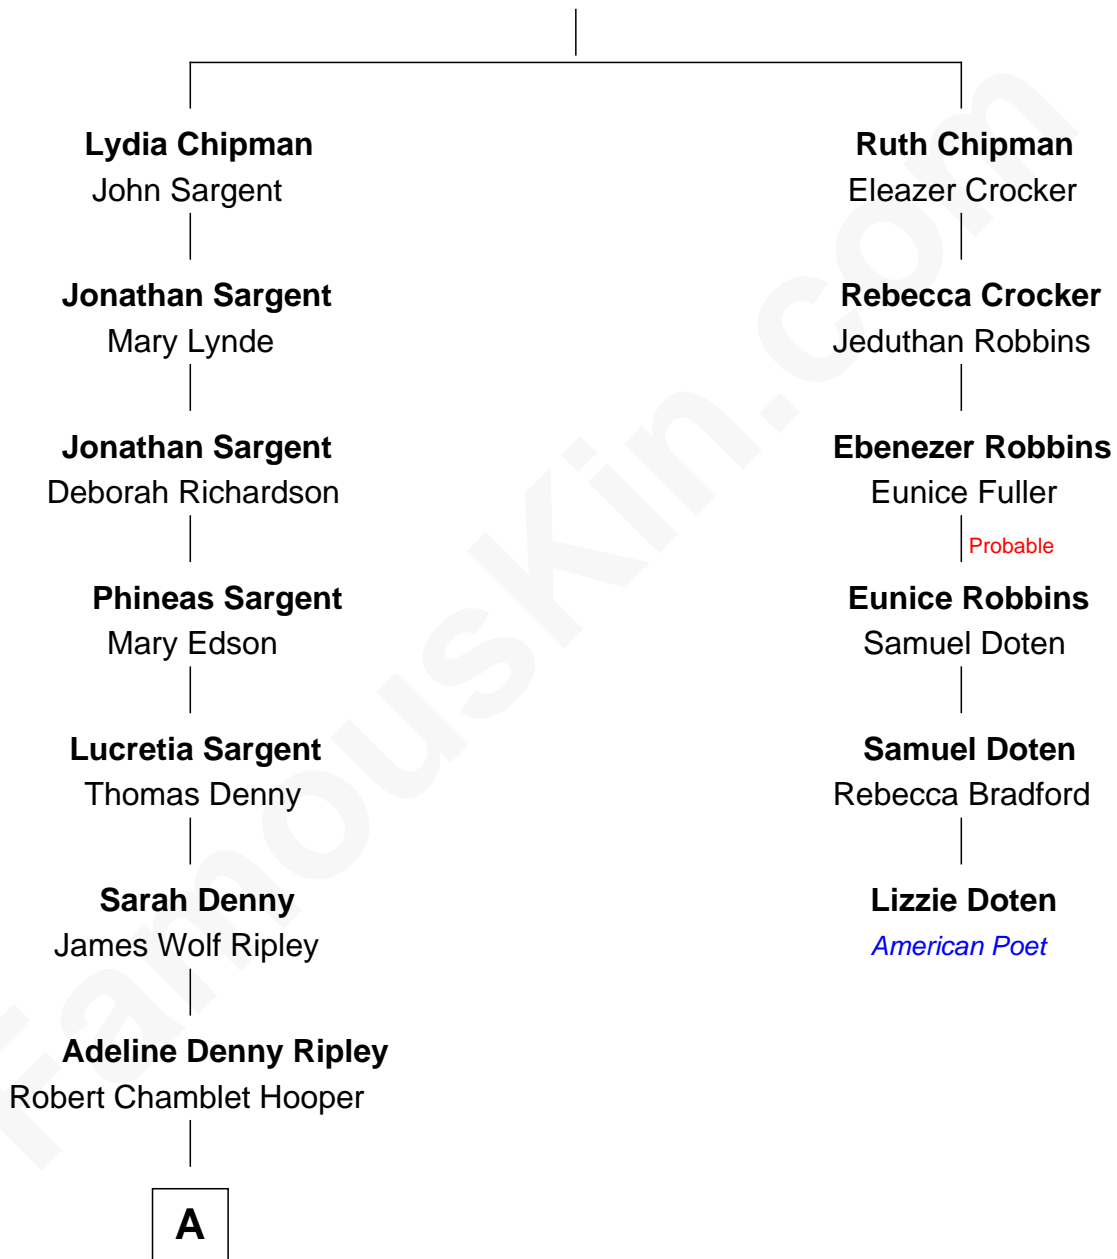 Lydia Chipman
John Sargent
Ruth Chipman
Eleazer Crocker
Jonathan Sargent
Mary Lynde
Rebecca Crocker
Jeduthan Robbins
Jonathan Sargent
Deborah Richardson
Ebenezer Robbins
Eunice Fuller
Probable
Phineas Sargent
Mary Edson
Eunice Robbins
Samuel Doten
Lucretia Sargent
Thomas Denny
Samuel Doten
Rebecca Bradford
Sarah Denny
James Wolf Ripley
Lizzie Doten
American Poet
Adeline Denny Ripley
Robert Chamblet Hooper
A
FamousKin.com